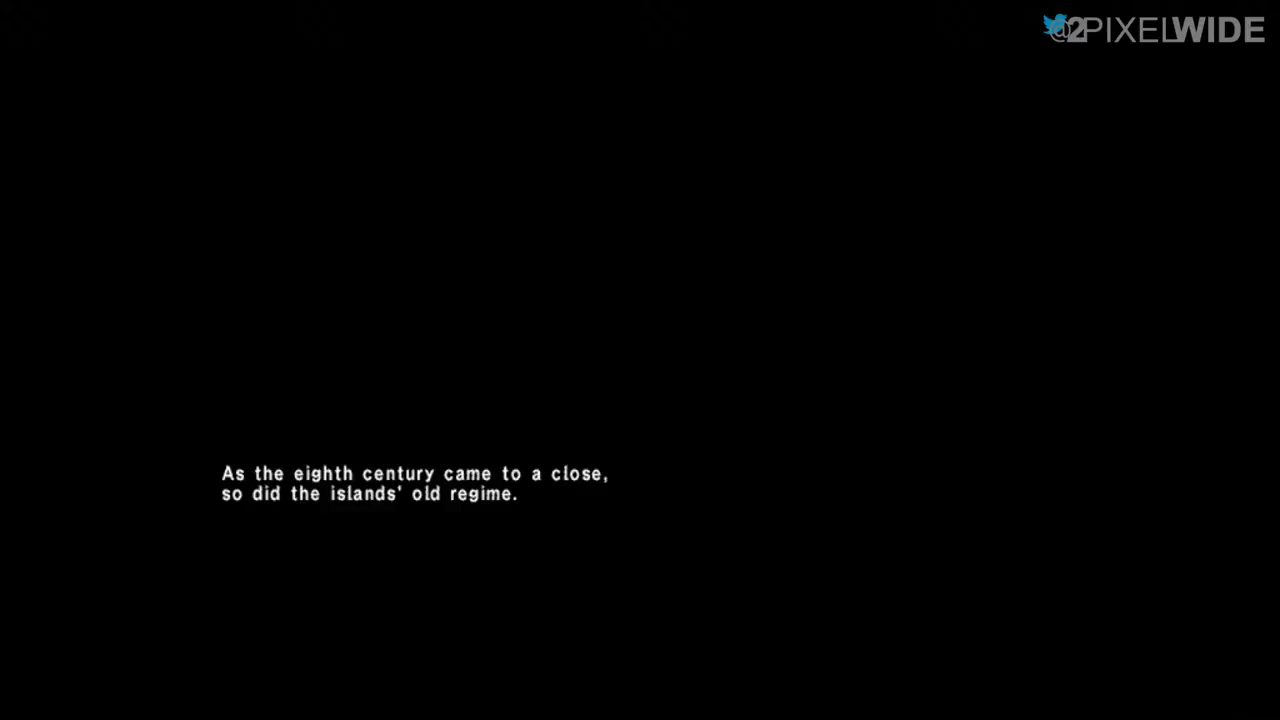 @2PIXELWIDE
As the eighth century came to a close,
so did the islands' old regime.